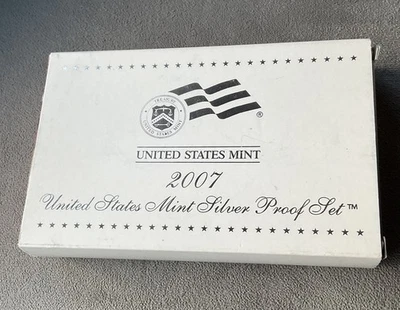 ®
UNITED STATES MINT
2007
United States Mint Silver Proof Set™